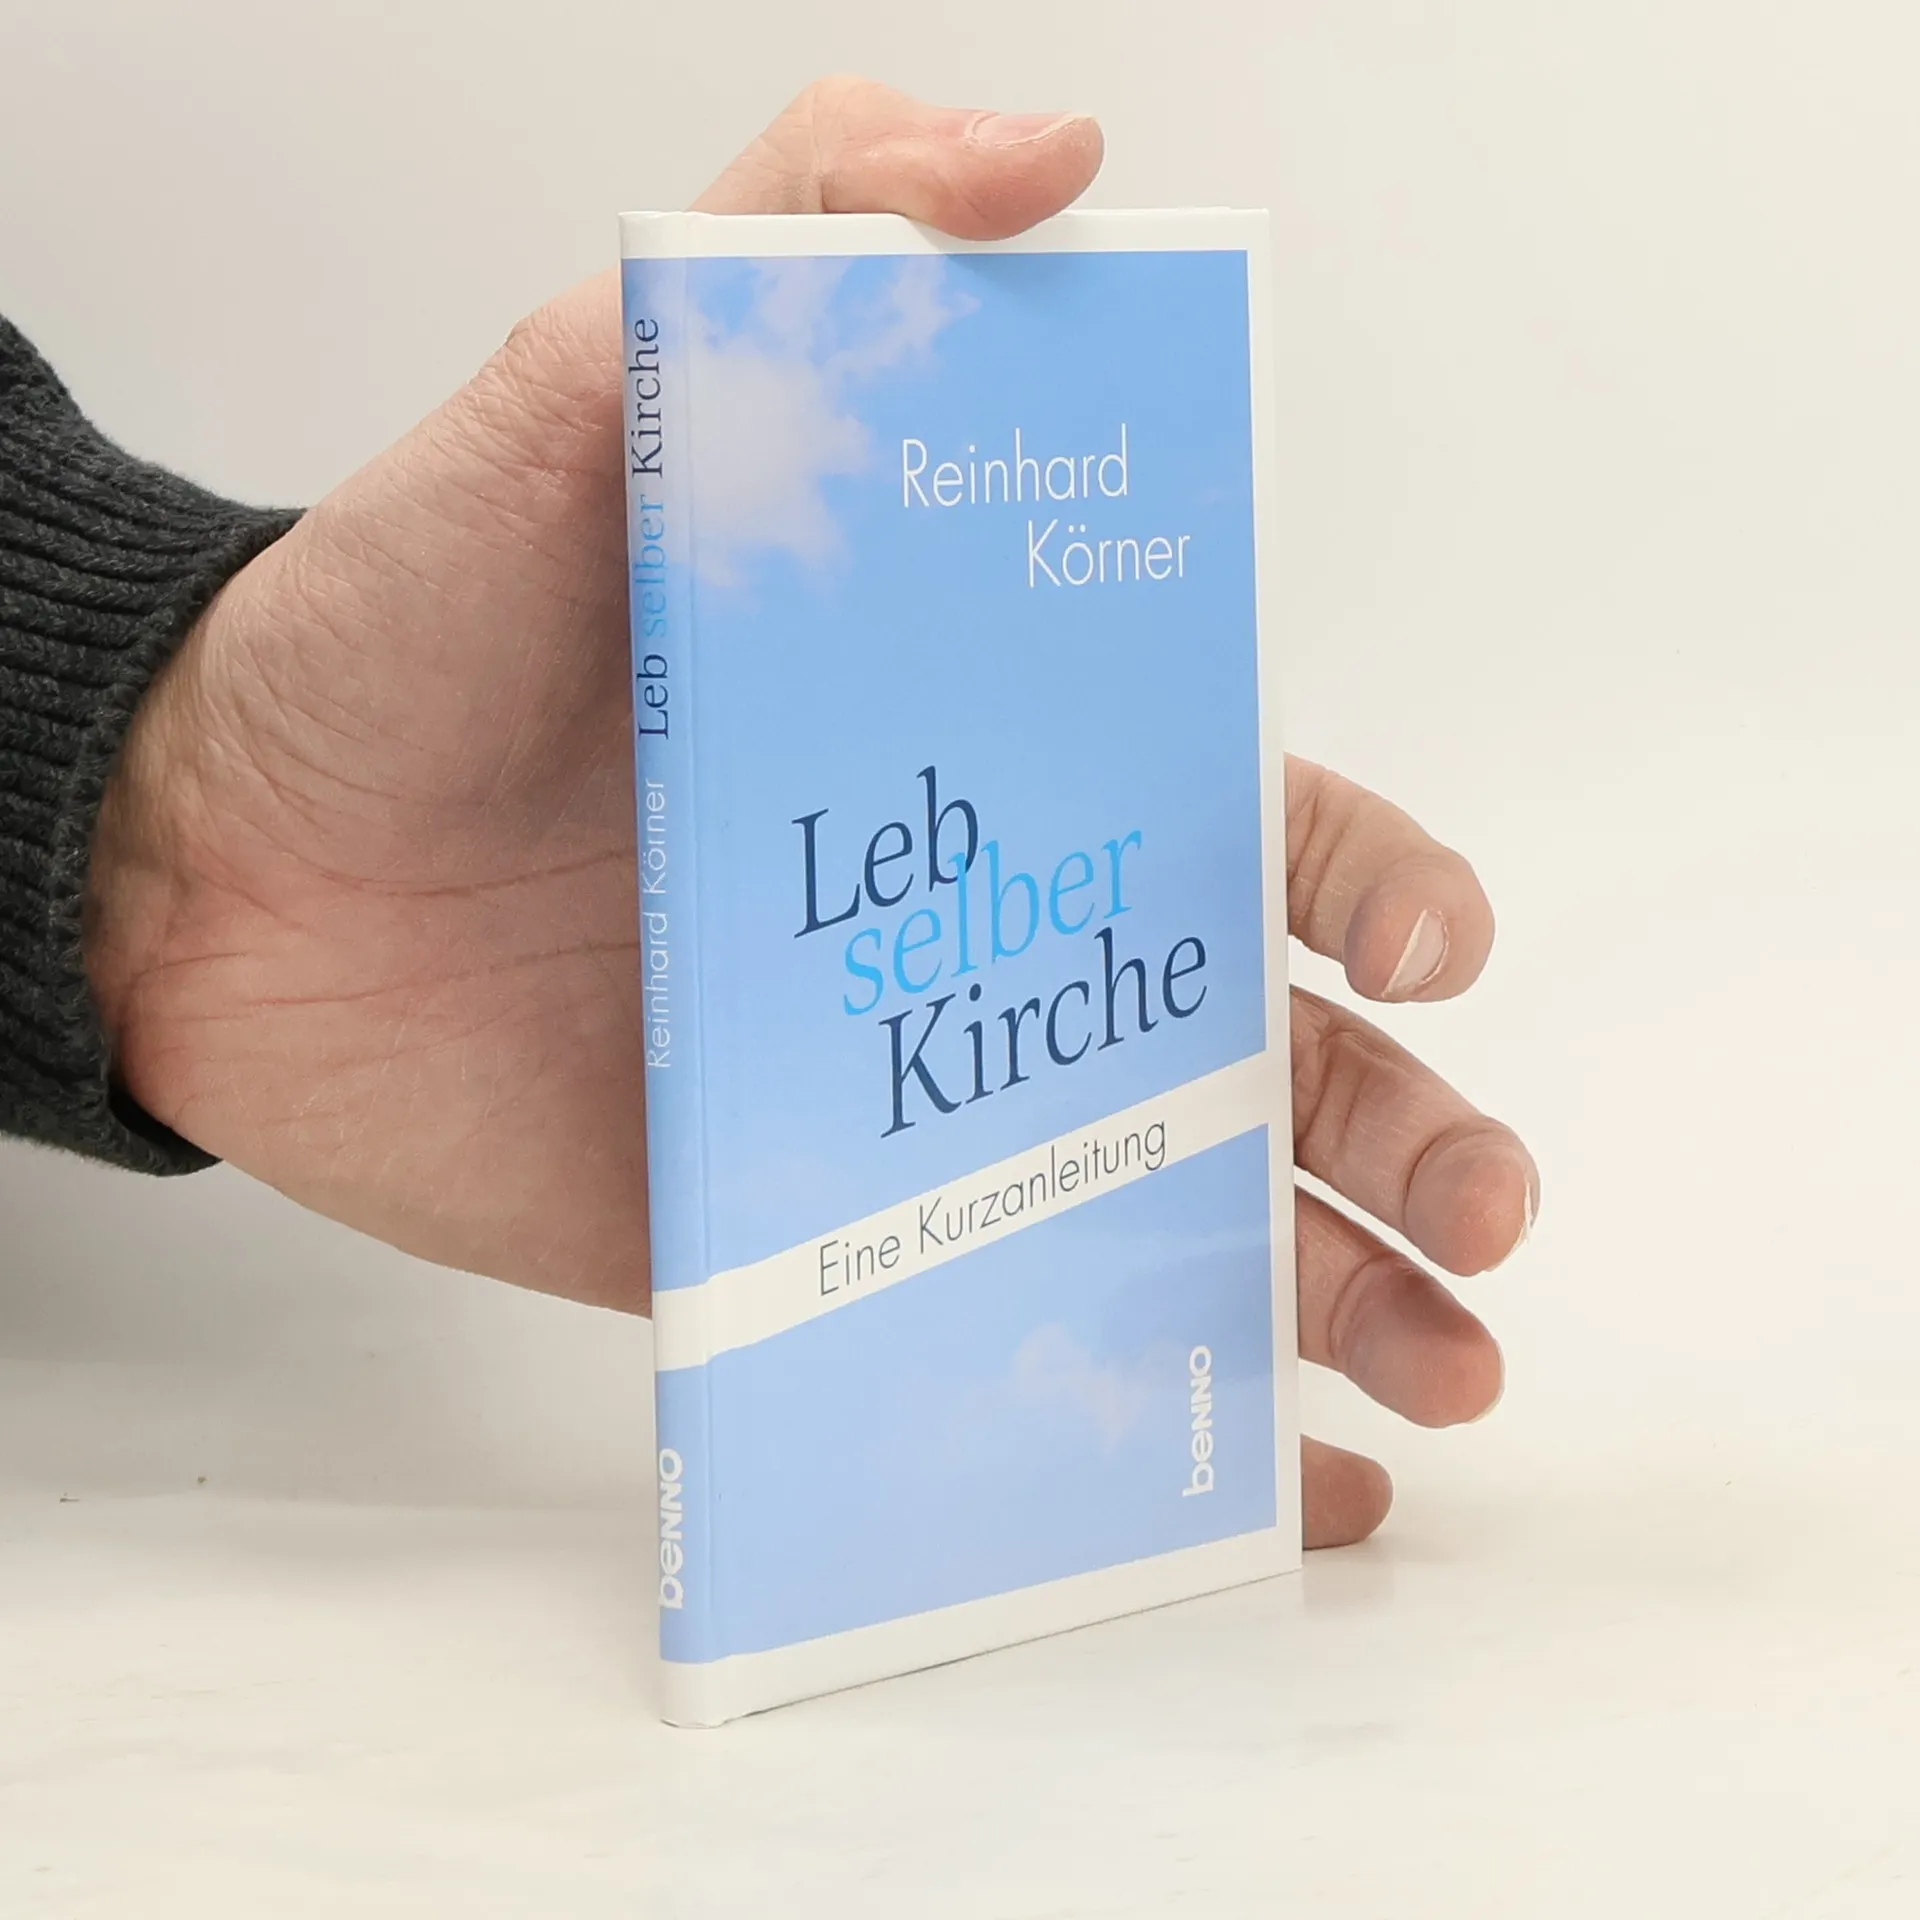 Reinhard
Körner
Leb
selber
Kirche
Eine Kurzanleitung
benno
Reinhard Körner Leb selber Kirche
benno